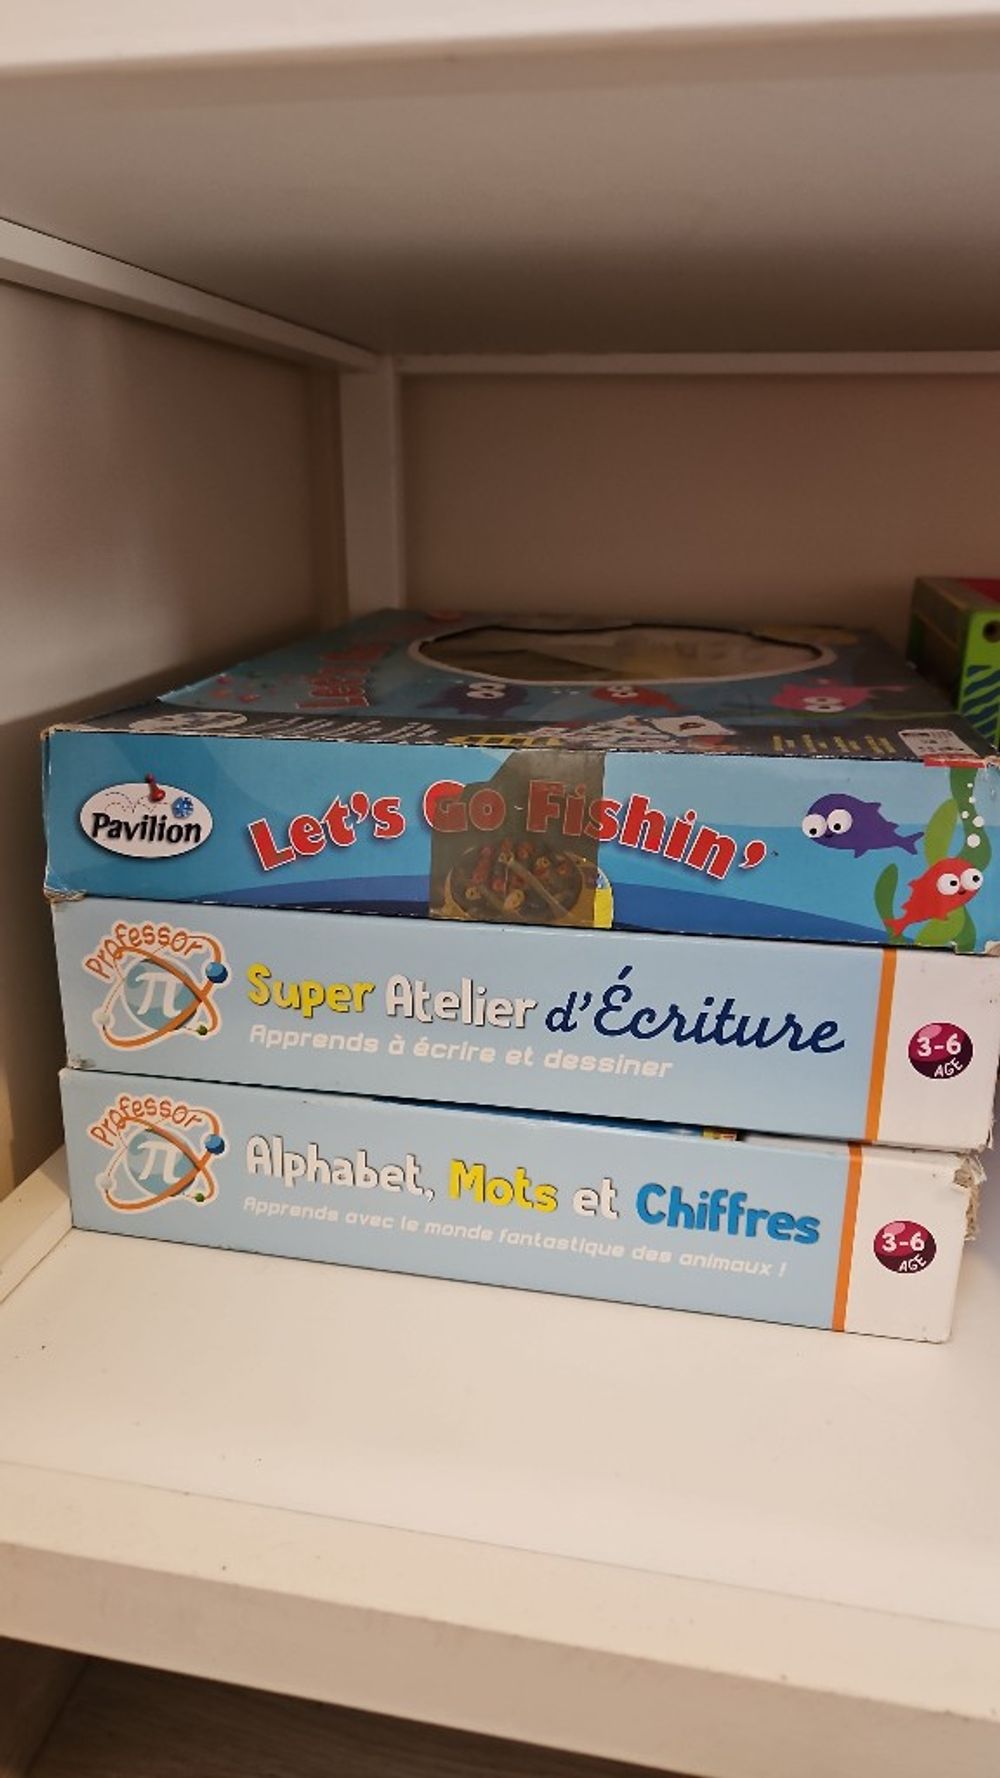 Pavilion
Let's Go Fishin'
Professor
π
Super Atelier d'Écriture
Apprends à écrire et dessiner
3-6
AGE
Professor
π
Alphabet, Mots et Chiffres
Apprends avec le monde fantastique des animaux !
3-6
AGE